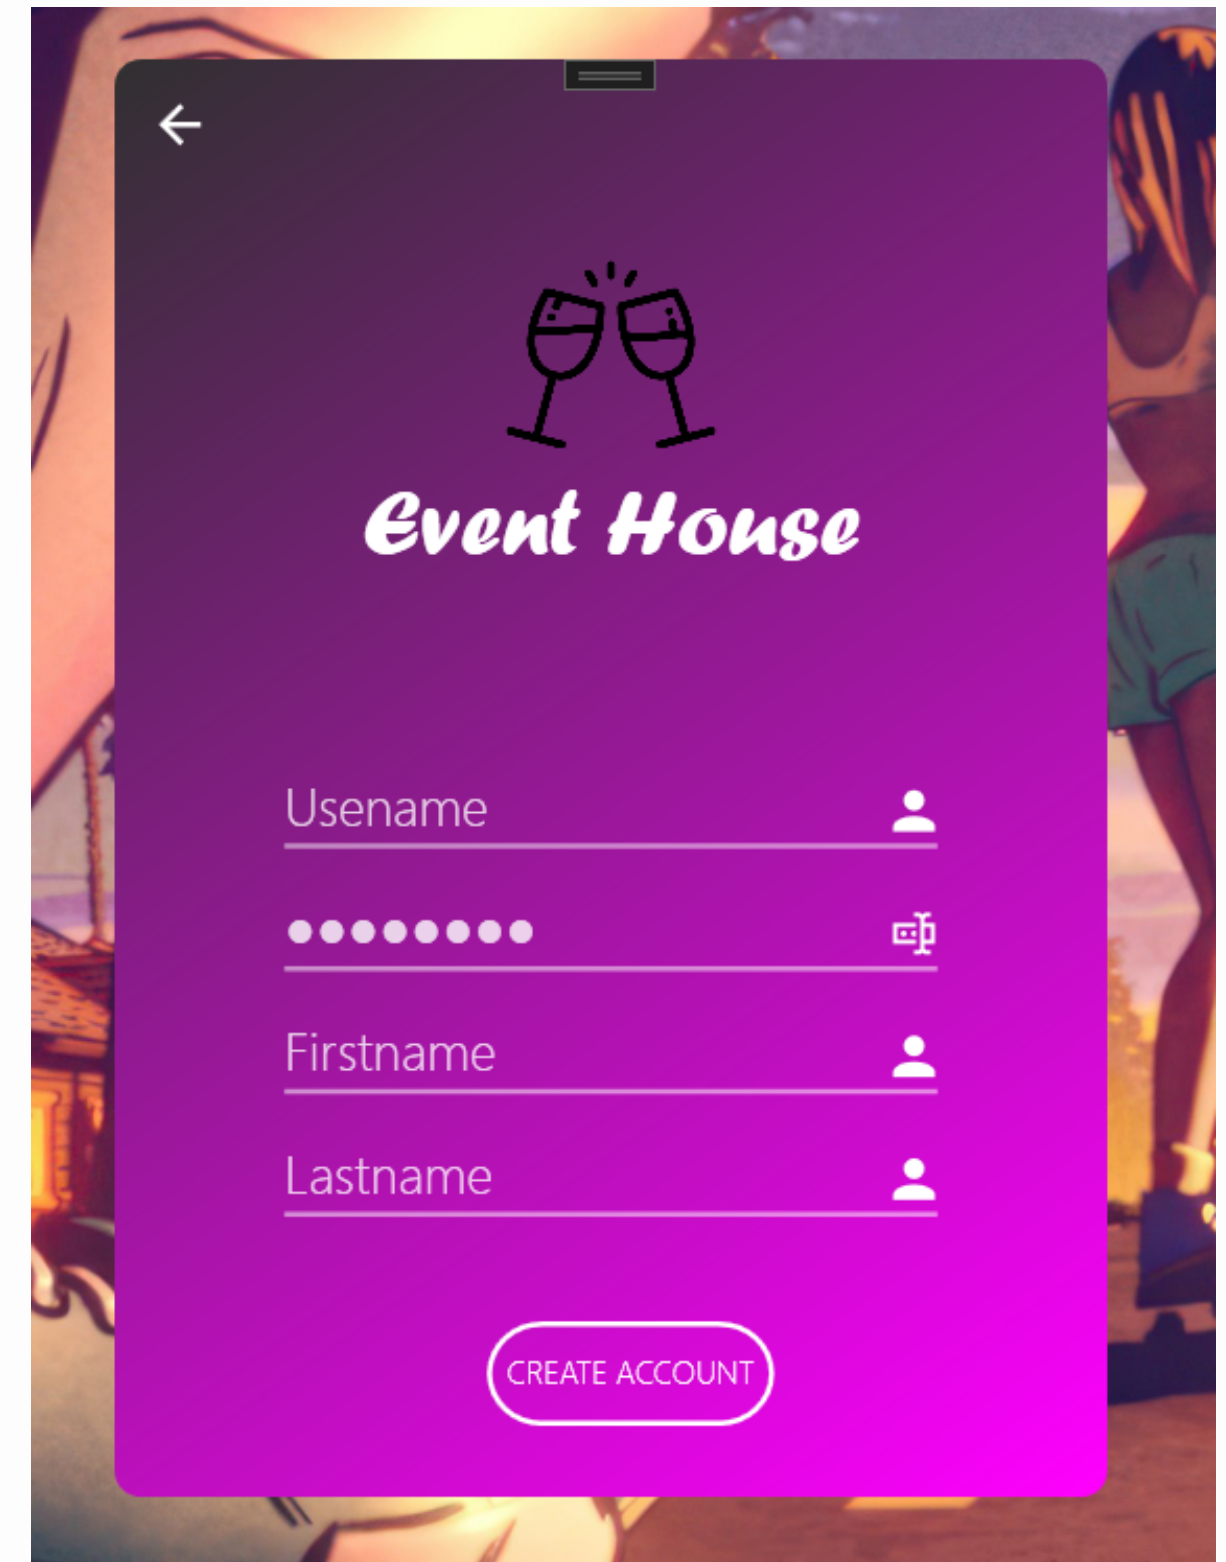 Event House
Usename
●●●●●●●●
Firstname
Lastname
CREATE ACCOUNT